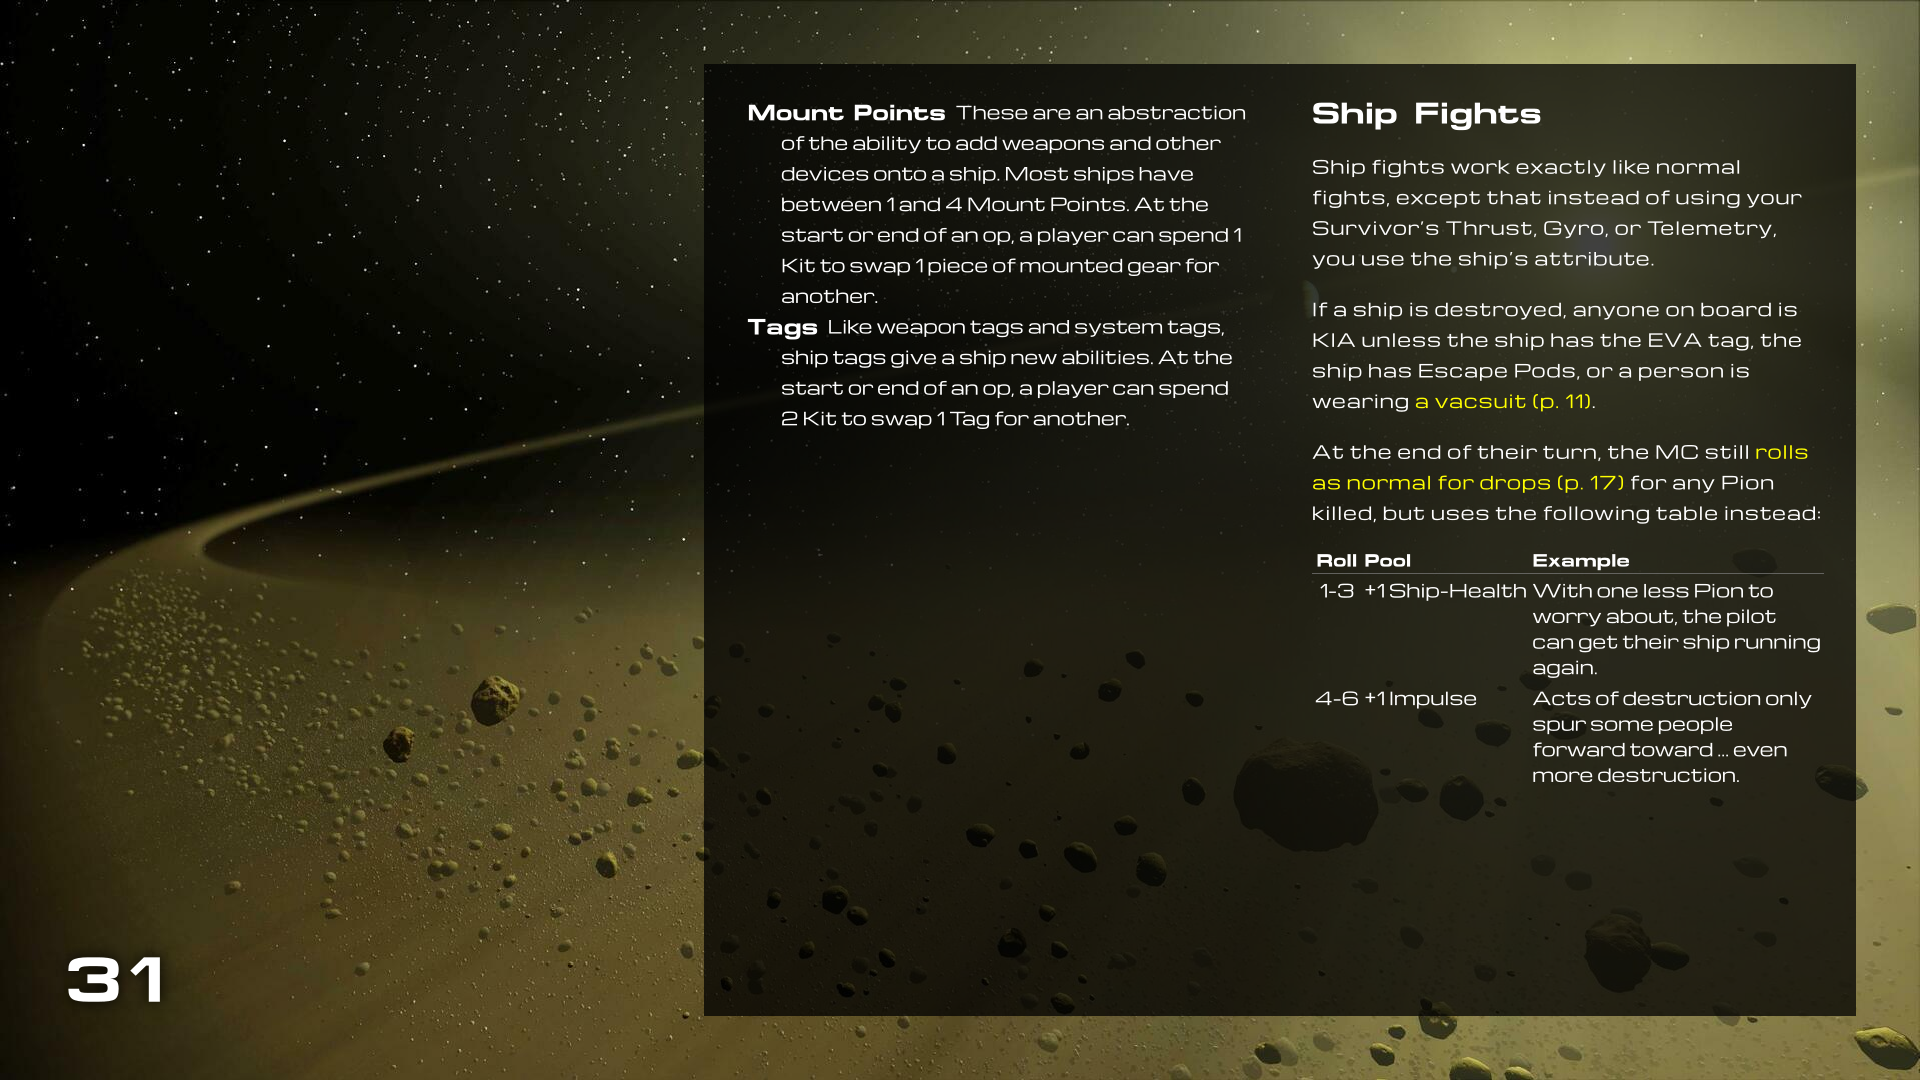 Mount Points These are an abstraction
of the ability to add weapons and other
devices onto a ship. Most ships have
between 1 and 4 Mount Points. At the
start or end of an op, a player can spend 1
Kit to swap 1 piece of mounted gear for
another.
Tags Like weapon tags and system tags,
ship tags give a ship new abilities. At the
start or end of an op, a player can spend
2 Kit to swap 1 Tag for another.
Ship Fights
Ship fights work exactly like normal
fights, except that instead of using your
Survivor's Thrust, Gyro, or Telemetry,
you use the ship's attribute.
If a ship is destroyed, anyone on board is
KIA unless the ship has the EVA tag, the
ship has Escape Pods, or a person is
wearing a vacsuit (p. 11).
At the end of their turn, the MC still rolls
as normal for drops (p. 17) for any Pion
killed, but uses the following table instead:
Roll Pool Example
1-3 +1 Ship-Health With one less Pion to
worry about, the pilot
can get their ship running
again.
4-6 +1 Impulse Acts of destruction only
spur some people
forward toward ... even
more destruction.
31